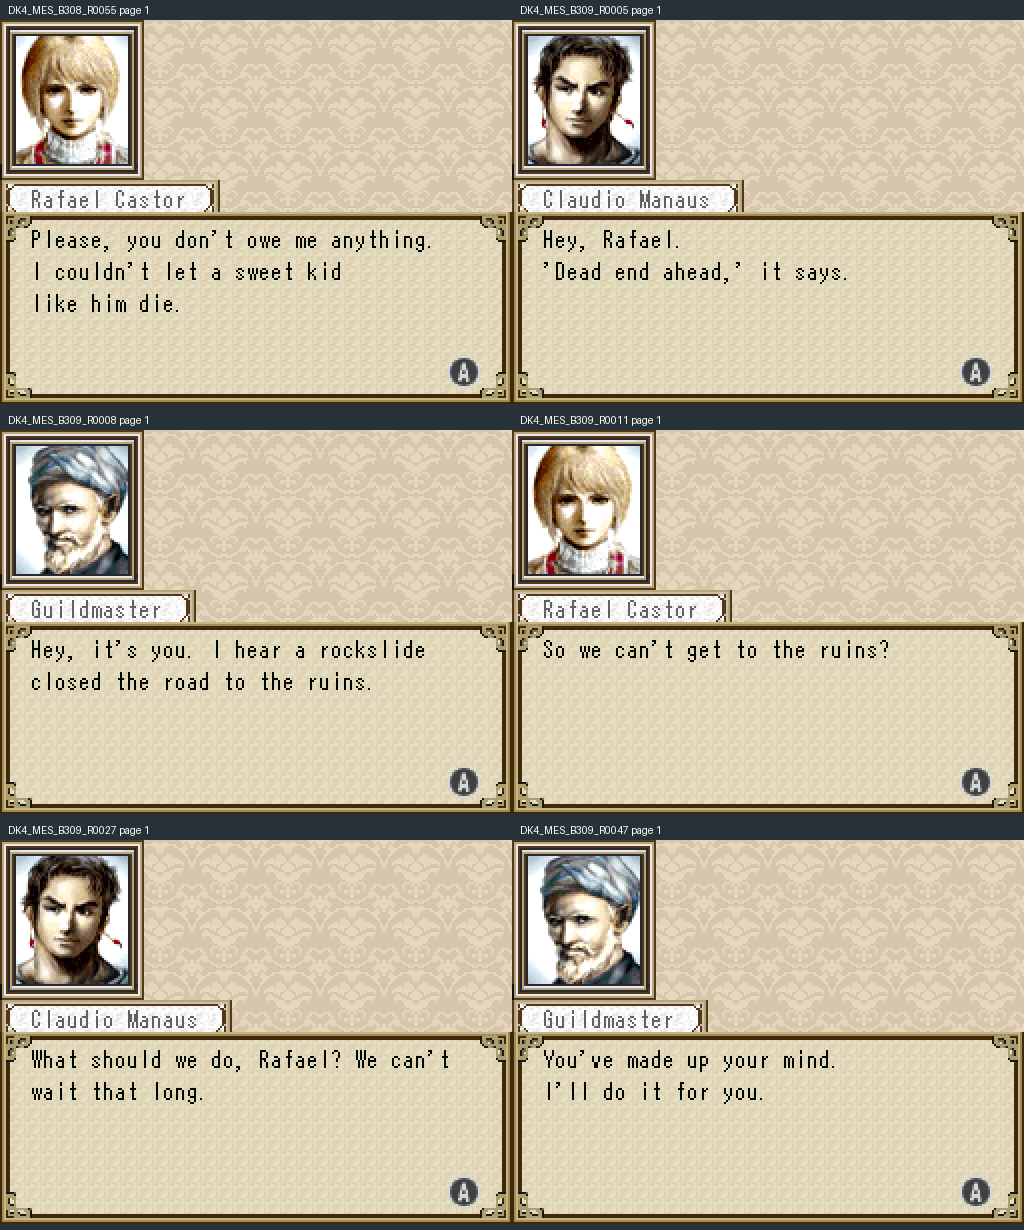 DK4_MES_B308_R0055 page 1
Rafael Castor
Please, you don't owe me anything.
I couldn't let a sweet kid
like him die.
A
DK4_MES_B309_R0005 page 1
Claudio Manaus
Hey, Rafael.
'Dead end ahead,' it says.
A
DK4_MES_B309_R0008 page 1
Guildmaster
Hey, it's you. I hear a rockslide
closed the road to the ruins.
A
DK4_MES_B309_R0011 page 1
Rafael Castor
So we can't get to the ruins?
A
DK4_MES_B309_R0027 page 1
Claudio Manaus
What should we do, Rafael? We can't
wait that long.
A
DK4_MES_B309_R0047 page 1
Guildmaster
You've made up your mind.
I'll do it for you.
A